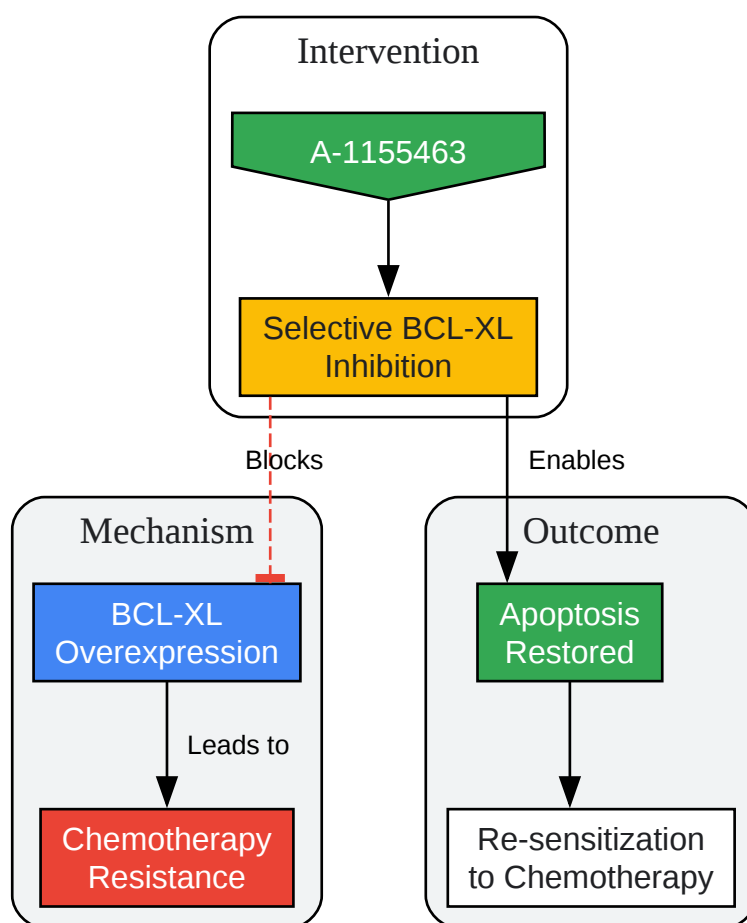 Intervention
A-1155463
Selective BCL-XL
Inhibition
Blocks
Enables
Mechanism
BCL-XL
Overexpression
Leads to
Chemotherapy
Resistance
Outcome
Apoptosis
Restored
Re-sensitization
to Chemotherapy